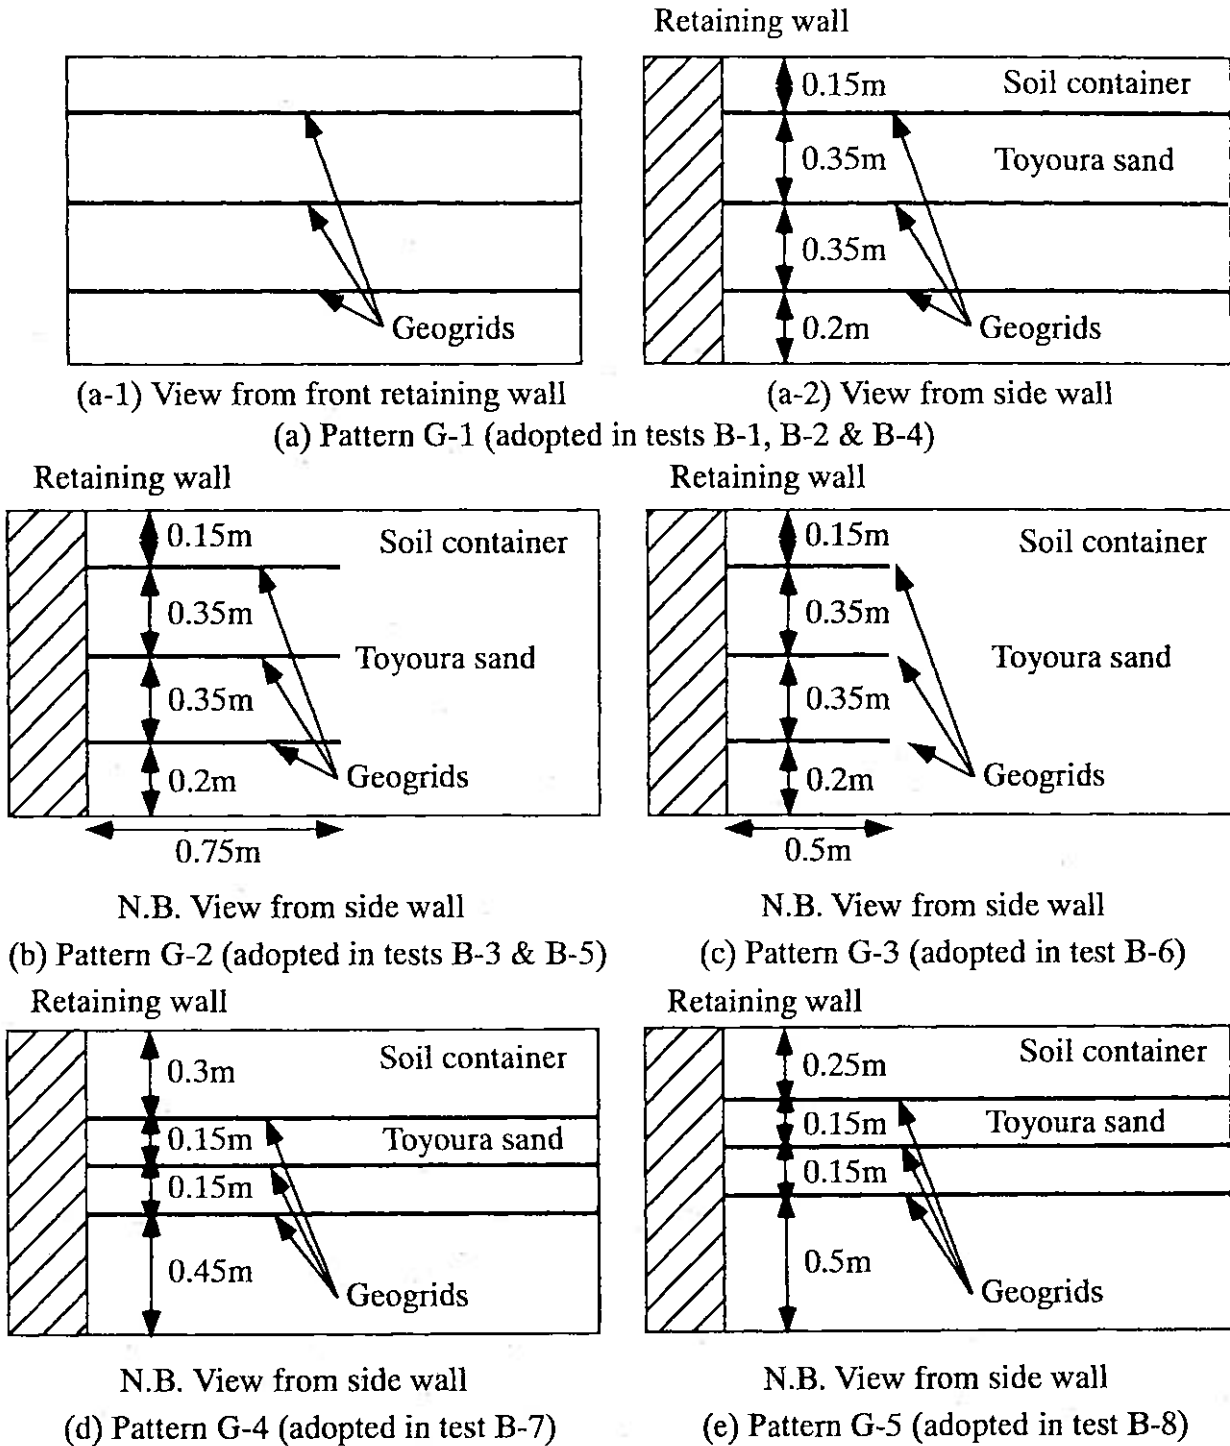 Retaining wall
0.15m
Soil container
0.35m
Toyoura sand
0.35m
Geogrids
0.2m
Geogrids
(a-1) View from front retaining wall
(a-2) View from side wall
(a) Pattern G-1 (adopted in tests B-1, B-2 & B-4)
Retaining wall
0.15m
Soil container
0.35m
Toyoura sand
0.35m
0.2m
Geogrids
0.75m
N.B. View from side wall
(b) Pattern G-2 (adopted in tests B-3 & B-5)
Retaining wall
0.15m
Soil container
0.35m
Toyoura sand
0.35m
0.2m
Geogrids
0.5m
N.B. View from side wall
(c) Pattern G-3 (adopted in test B-6)
Retaining wall
0.3m
Soil container
0.15m
Toyoura sand
0.15m
0.45m
Geogrids
N.B. View from side wall
(d) Pattern G-4 (adopted in test B-7)
Retaining wall
0.25m
Soil container
0.15m
Toyoura sand
0.15m
0.5m
Geogrids
N.B. View from side wall
(e) Pattern G-5 (adopted in test B-8)